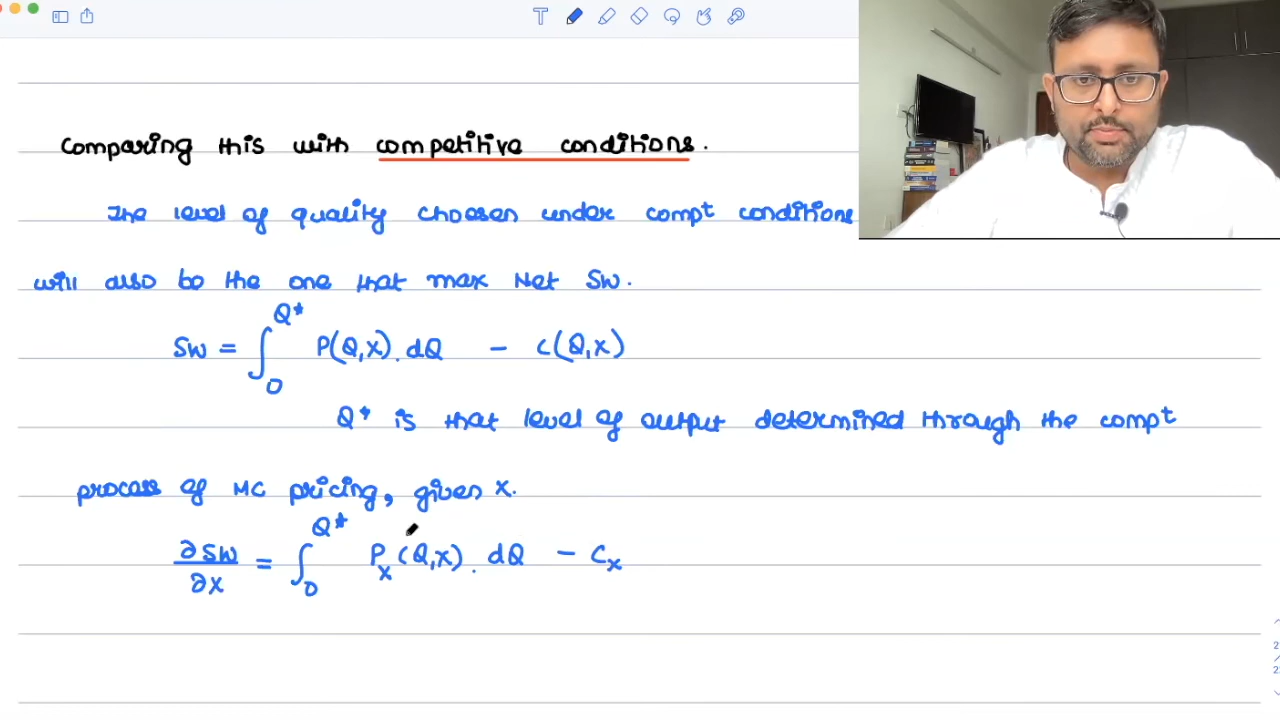 Comparing this with competitive conditions.
The level of quality choosen under compt conditions
will also be the one that max Net SW.
SW = ∫₀^Q* P(Q,X).dQ - C(Q,X)
Q* is that level of output determined through the compt
process of MC pricing, given X.
∂SW/∂X = ∫₀^Q* Pₓ(Q,X).dQ - Cₓ